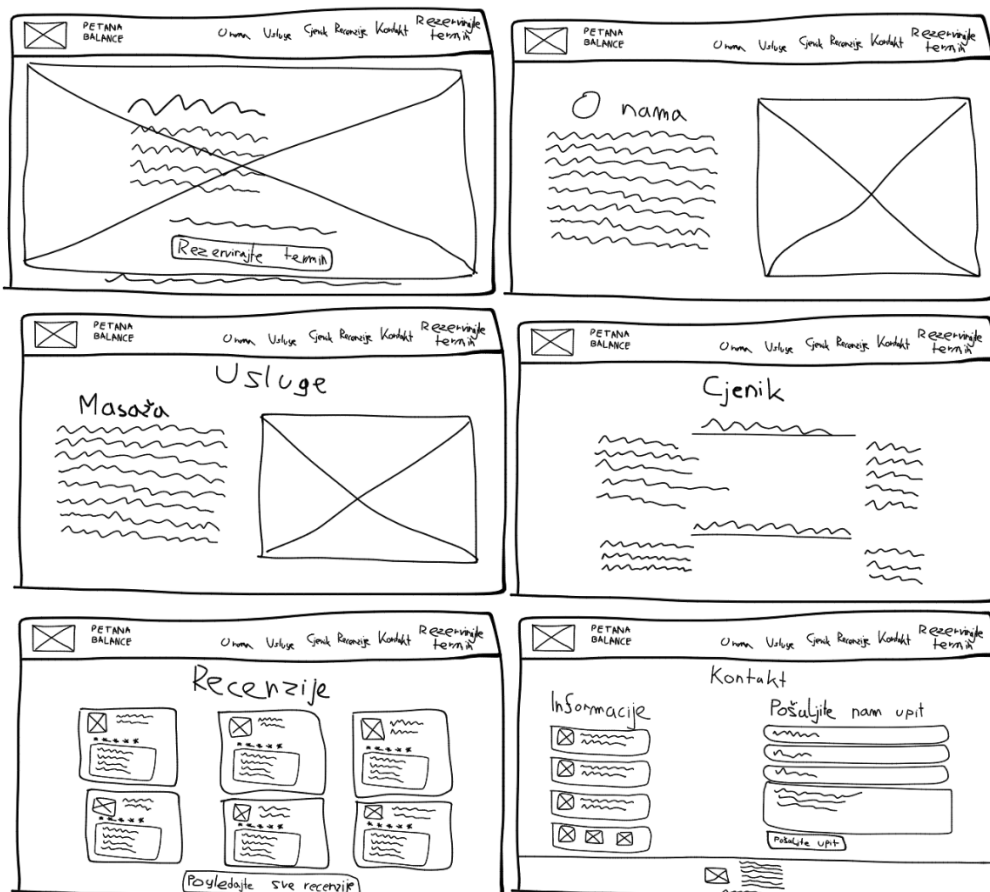 PETANA
BALANCE
O nama Usluge Cjenik Recenzije Kontakt Rezervirajte
termin
Rezervirajte termin
PETANA
BALANCE
O nama Usluge Cjenik Recenzije Kontakt Rezervirajte
termin
O nama
PETANA
BALANCE
O nama Usluge Cjenik Recenzije Kontakt Rezervirajte
termin
Usluge
Masaža
PETANA
BALANCE
O nama Usluge Cjenik Recenzije Kontakt Rezervirajte
termin
Cjenik
PETANA
BALANCE
O nama Usluge Cjenik Recenzije Kontakt Rezervirajte
termin
Recenzije
Pogledajte sve recenzije
PETANA
BALANCE
O nama Usluge Cjenik Recenzije Kontakt Rezervirajte
termin
Kontakt
Informacije
Pošaljite nam upit
Pošaljite upit